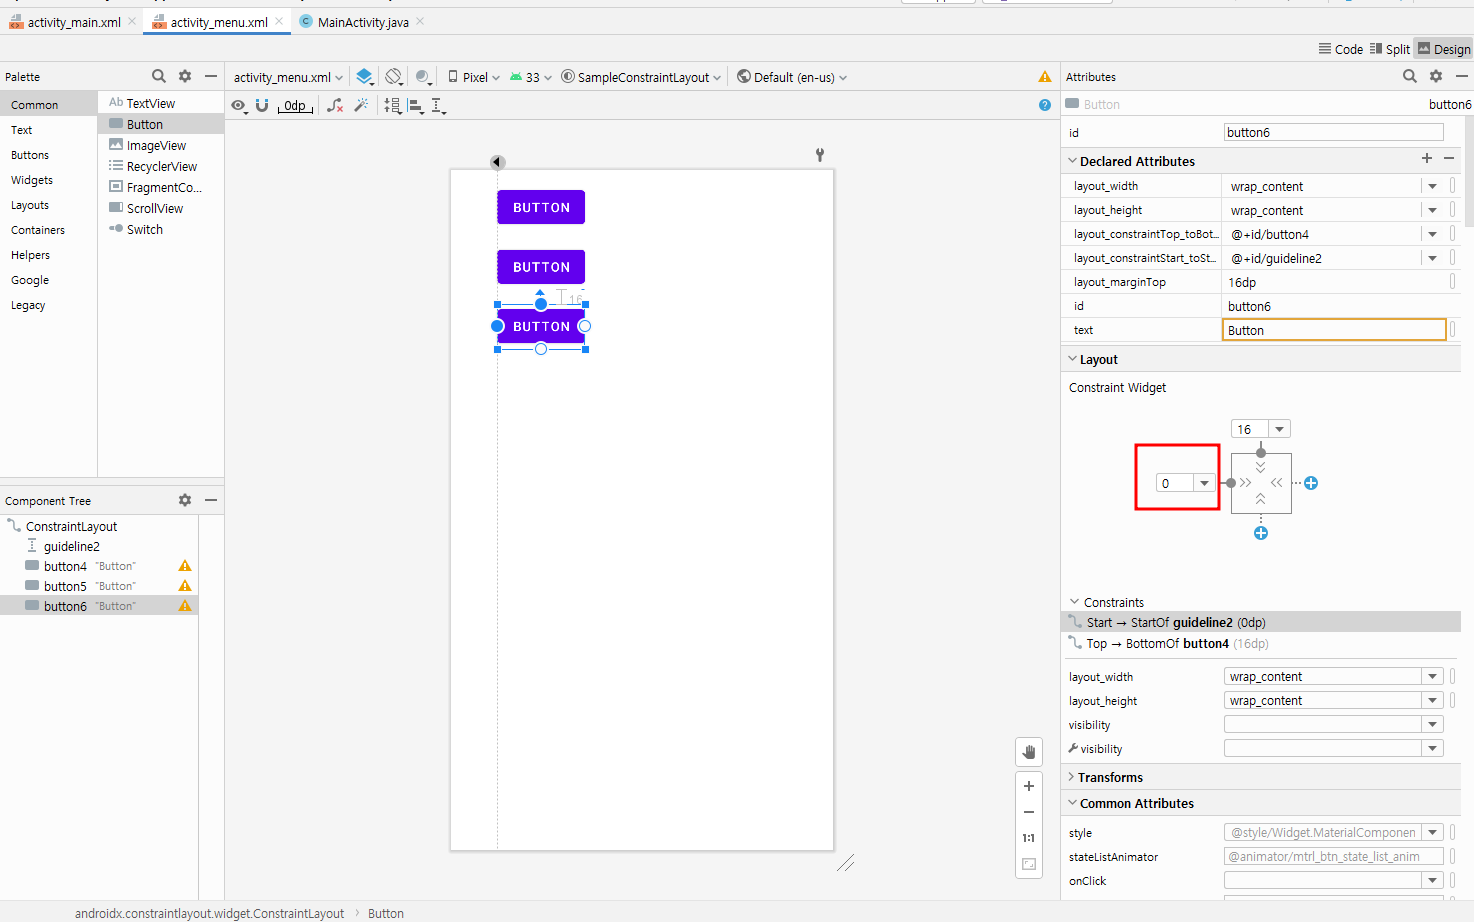 activity_main.xml
activity_menu.xml
MainActivity.java
Code
Split
Design
Palette
Common
Text
Buttons
Widgets
Layouts
Containers
Helpers
Google
Legacy
Ab TextView
Button
ImageView
RecyclerView
FragmentCo...
ScrollView
Switch
activity_menu.xml
Pixel
33
SampleConstraintLayout
Default (en-us)
0dp
BUTTON
BUTTON
16
BUTTON
1:1
Component Tree
ConstraintLayout
guideline2
button4 "Button"
button5 "Button"
button6 "Button"
Attributes
Button button6
id button6
Declared Attributes
layout_width wrap_content
layout_height wrap_content
layout_constraintTop_toBot... @+id/button4
layout_constraintStart_toSt... @+id/guideline2
layout_marginTop 16dp
id button6
text Button
Layout
Constraint Widget
16
0
Constraints
Start → StartOf guideline2 (0dp)
Top → BottomOf button4 (16dp)
layout_width wrap_content
layout_height wrap_content
visibility
visibility
Transforms
Common Attributes
style @style/Widget.MaterialComponen
stateListAnimator @animator/mtrl_btn_state_list_anim
onClick
androidx.constraintlayout.widget.ConstraintLayout > Button